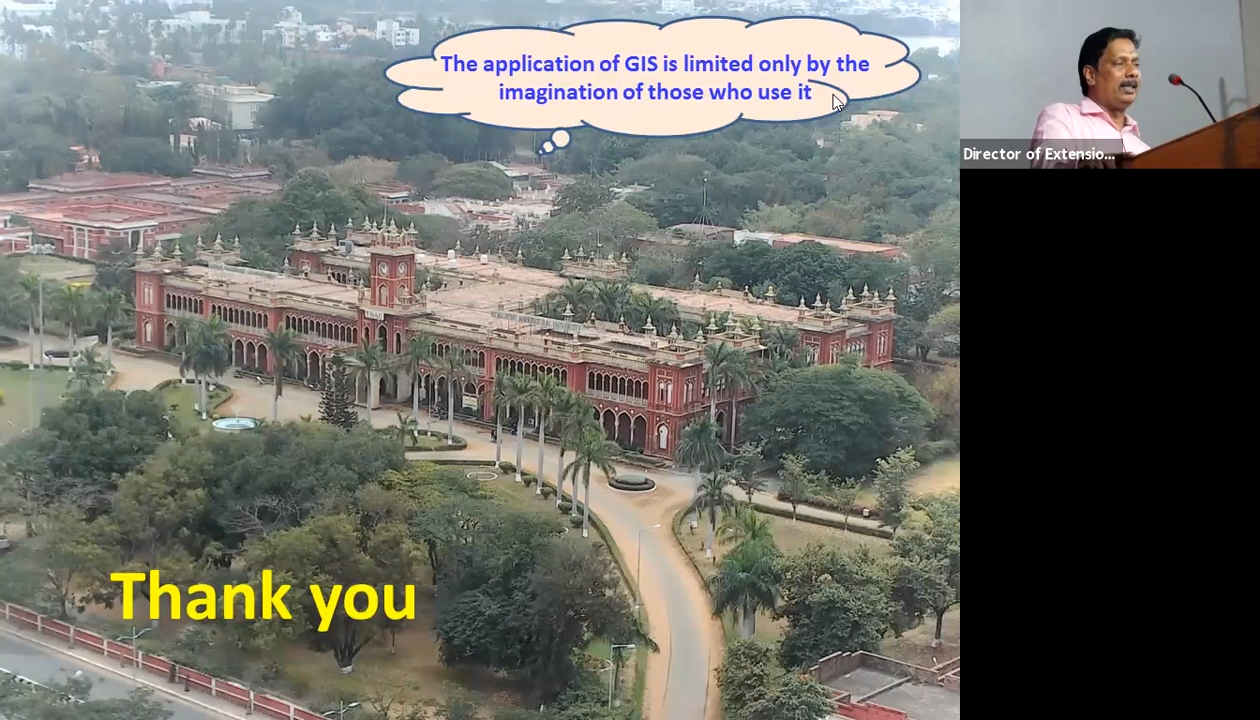 The application of GIS is limited only by the
imagination of those who use it
Director of Extensio...
Thank you